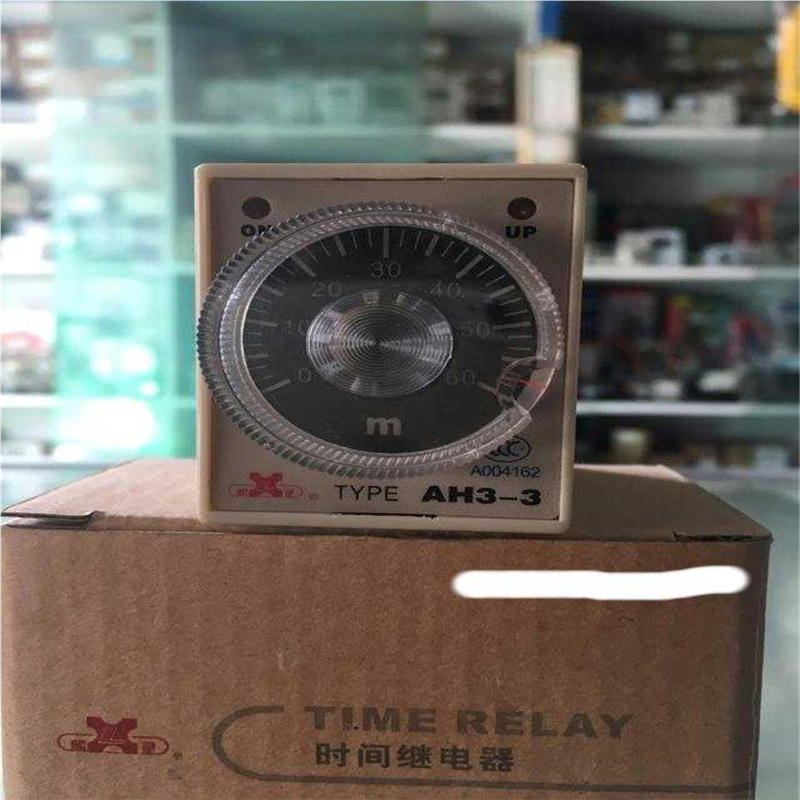 ON UP
30
20 40
10 50
0 60
m
A004162
TYPE AH3-3
TIME RELAY
时间继电器